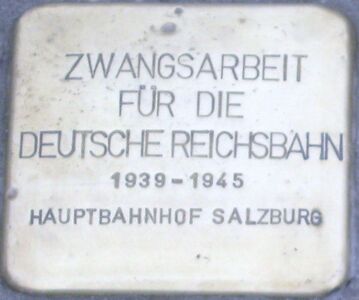 ZWANGSARBEIT
FÜR DIE
DEUTSCHE REICHSBAHN
1939-1945
HAUPTBAHNHOF SALZBURG